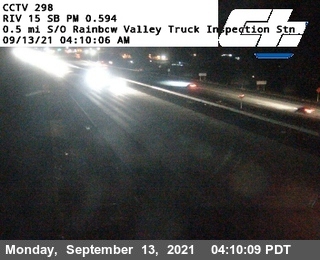 CCTV 298
RIV 15 SB PM 0.594
0.5 mi S/O Rainbcw Valley Truck Inspection Stn
09/13/21 04:10:06 AM
Monday, September 13, 2021 04:10:09 PDT